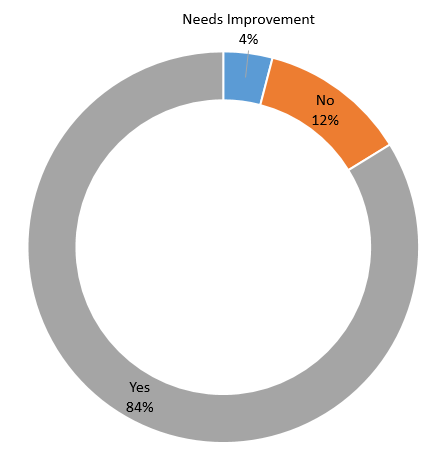 Needs Improvement
4%
No
12%
Yes
84%